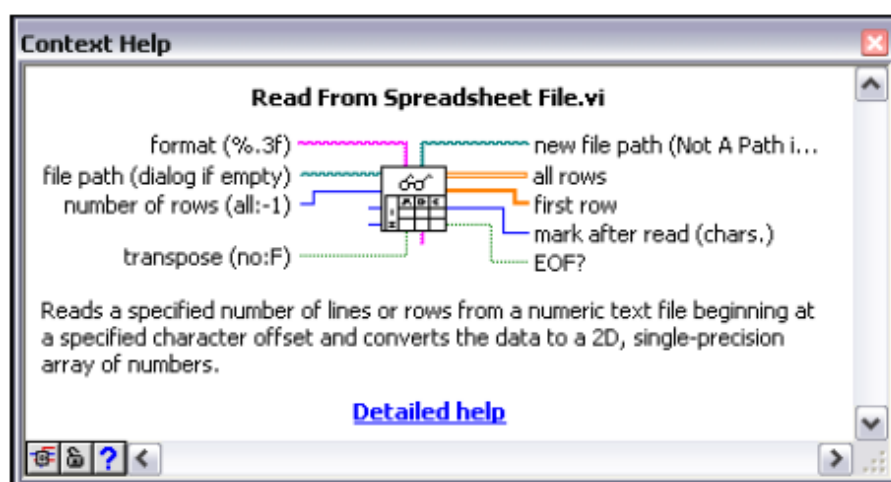 Context Help
Read From Spreadsheet File.vi
format (%.3f)
new file path (Not A Path i...
file path (dialog if empty)
all rows
number of rows (all:-1)
first row
mark after read (chars.)
transpose (no:F)
EOF?
Reads a specified number of lines or rows from a numeric text file beginning at
a specified character offset and converts the data to a 2D, single-precision
array of numbers.
Detailed help
?